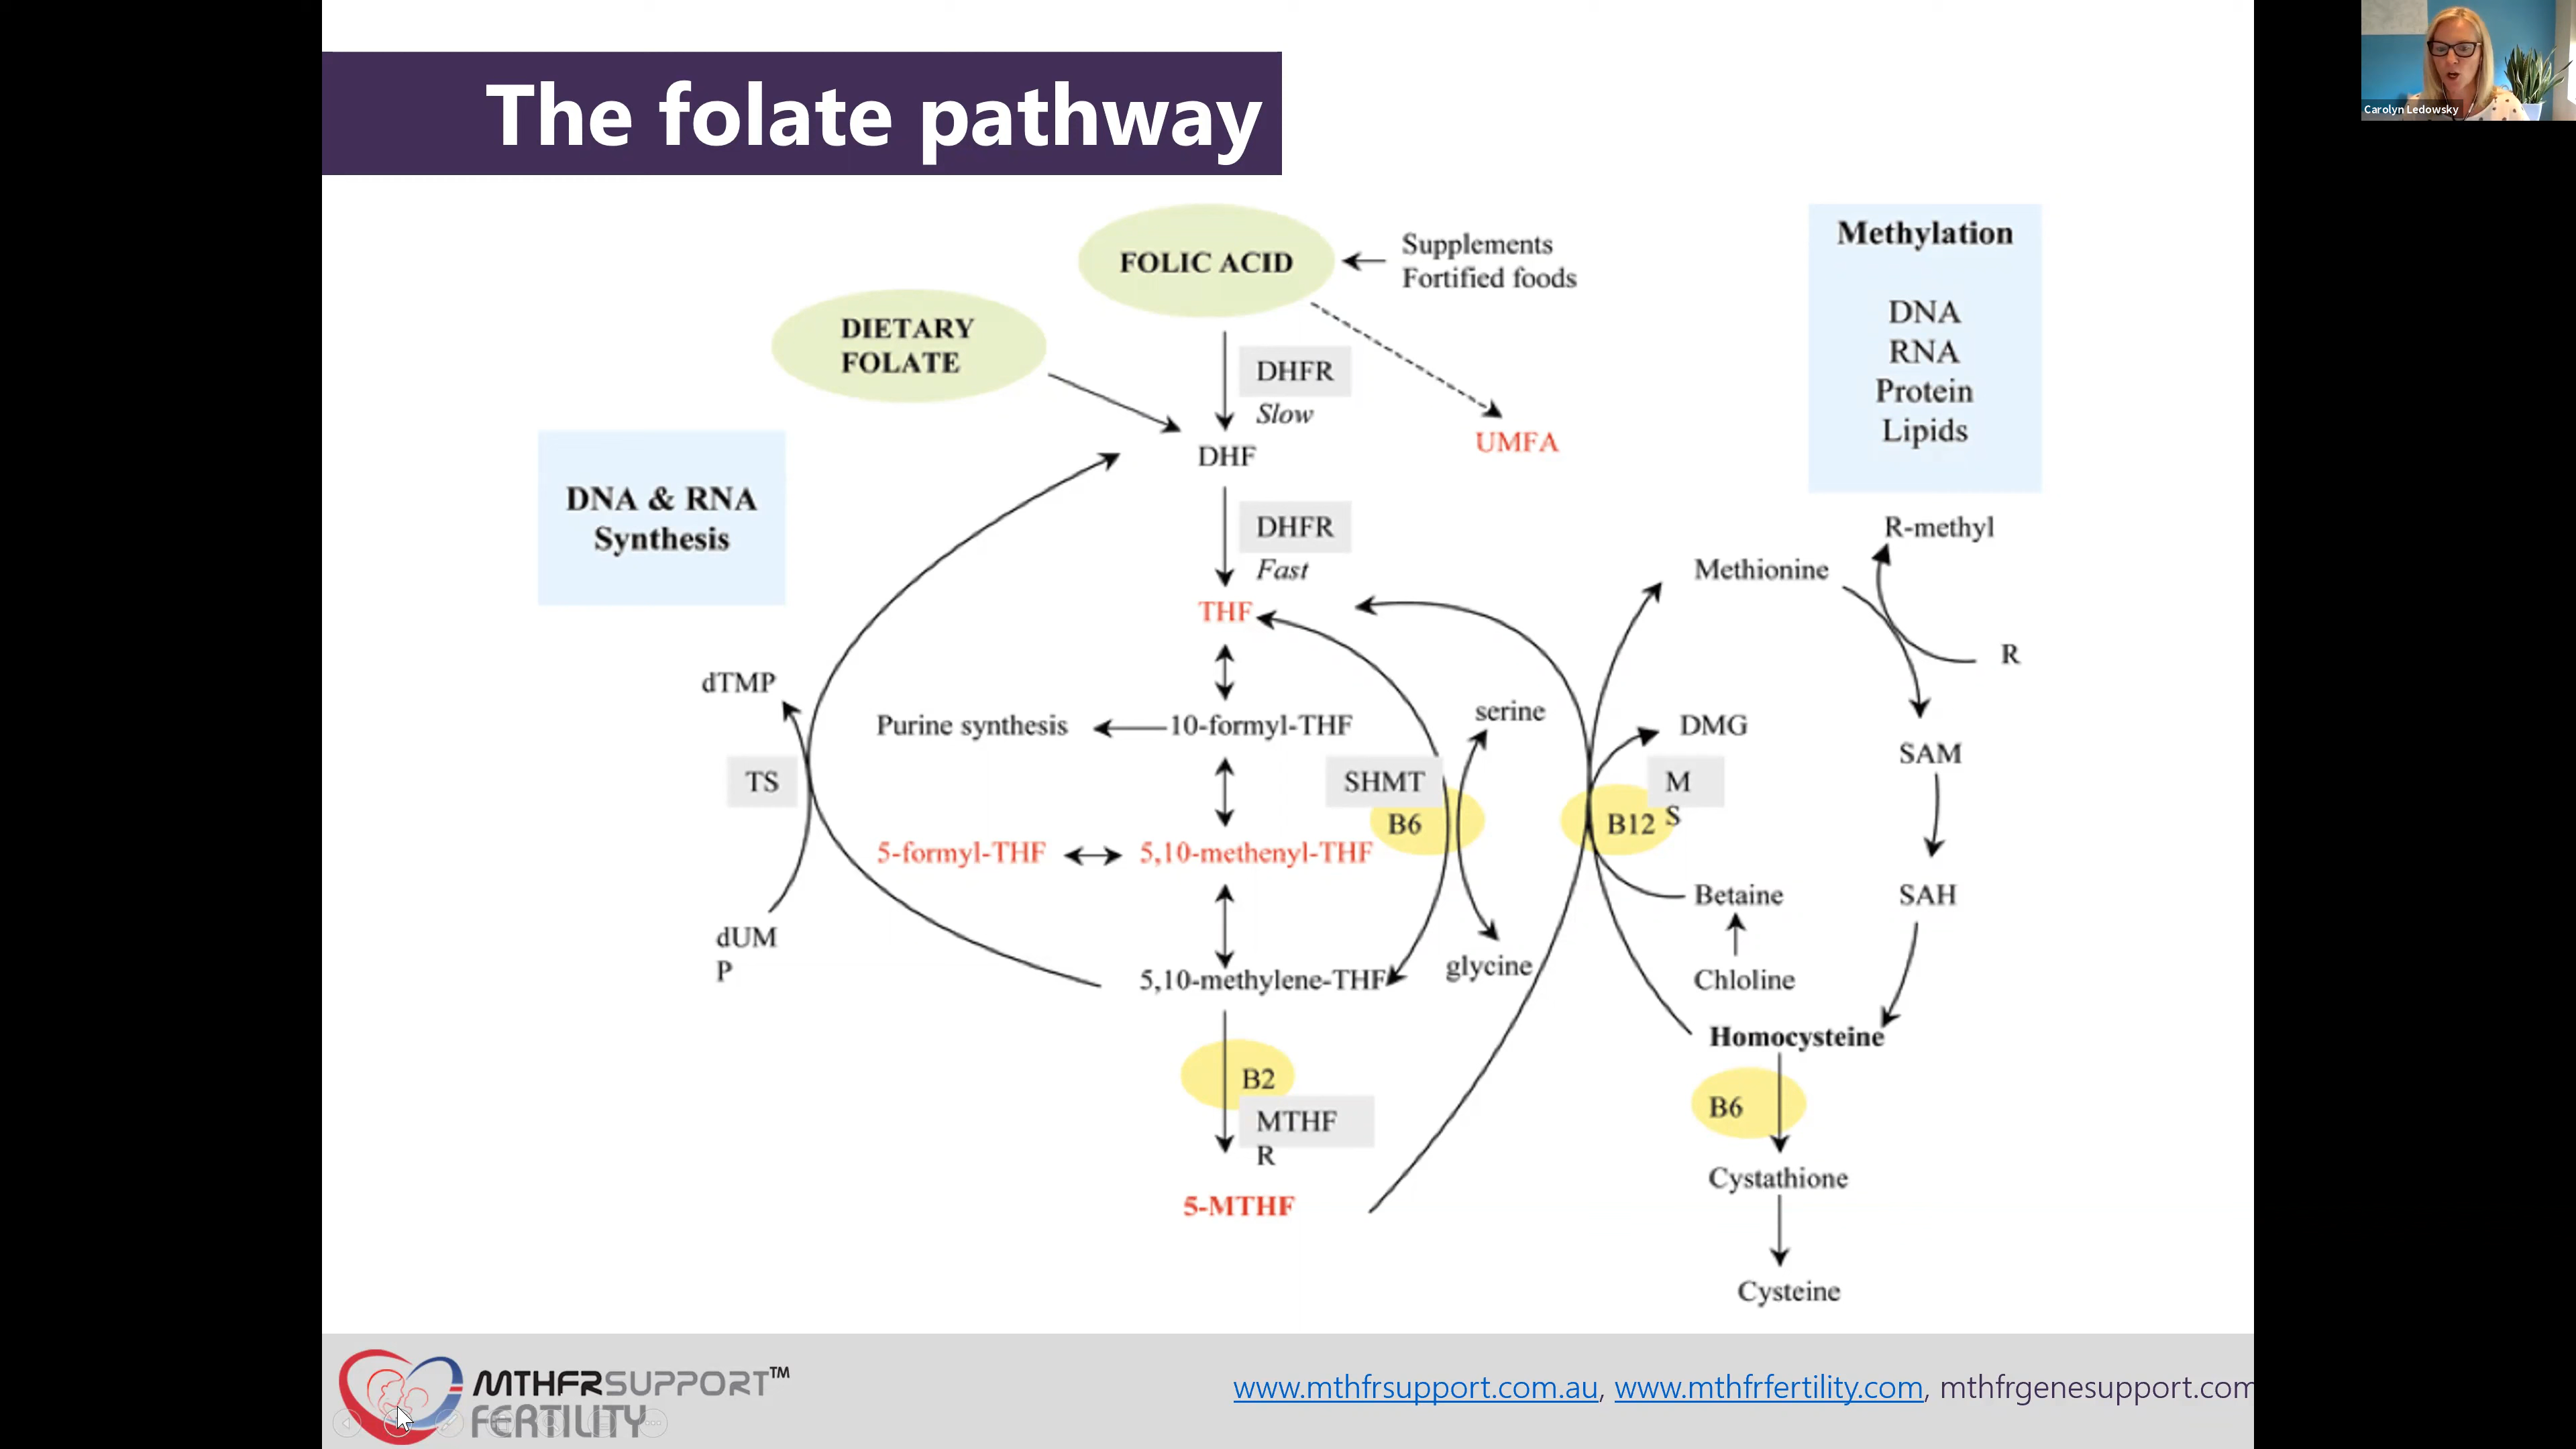 The folate pathway
Carolyn Ledowsky
FOLIC ACID
Supplements
Fortified foods
DIETARY
FOLATE
Methylation
DNA
RNA
Protein
Lipids
DHFR
Slow
UMFA
DHF
DNA & RNA
Synthesis
DHFR
Fast
THF
R-methyl
Methionine
R
dTMP
Purine synthesis
10-formyl-THF
serine
DMG
SAM
TS
SHMT
B6
M
S
B12
5-formyl-THF
5,10-methenyl-THF
Betaine
SAH
dUM
P
5,10-methylene-THF
glycine
Chloline
Homocysteine
B2
MTHF
R
B6
5-MTHF
Cystathione
Cysteine
MTHFRSUPPORT™
FERTILITY
www.mthfrsupport.com.au, www.mthfrfertility.com, mthfrgenesupport.com